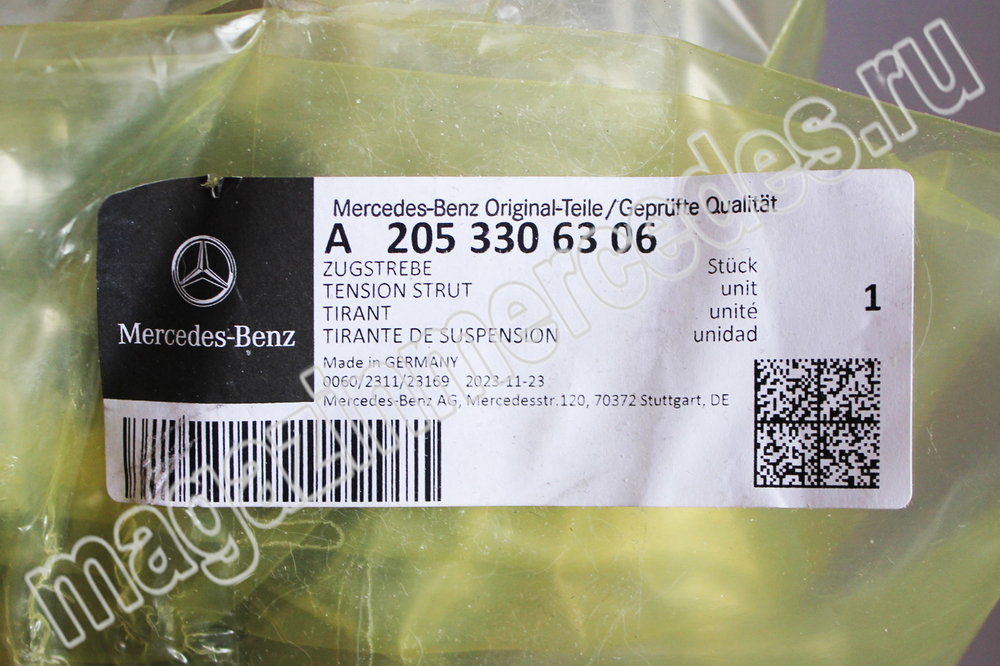 Mercedes-Benz Original-Teile/Geprüfte Qualität
A 205 330 63 06
ZUGSTREBE Stück
TENSION STRUT unit
TIRANT unité 1
TIRANTE DE SUSPENSION unidad
Mercedes-Benz
Made in GERMANY
0060/2311/23169 2023-11-23
Mercedes-Benz AG, Mercedesstr.120, 70372 Stuttgart, DE
magazinmercedes.ru